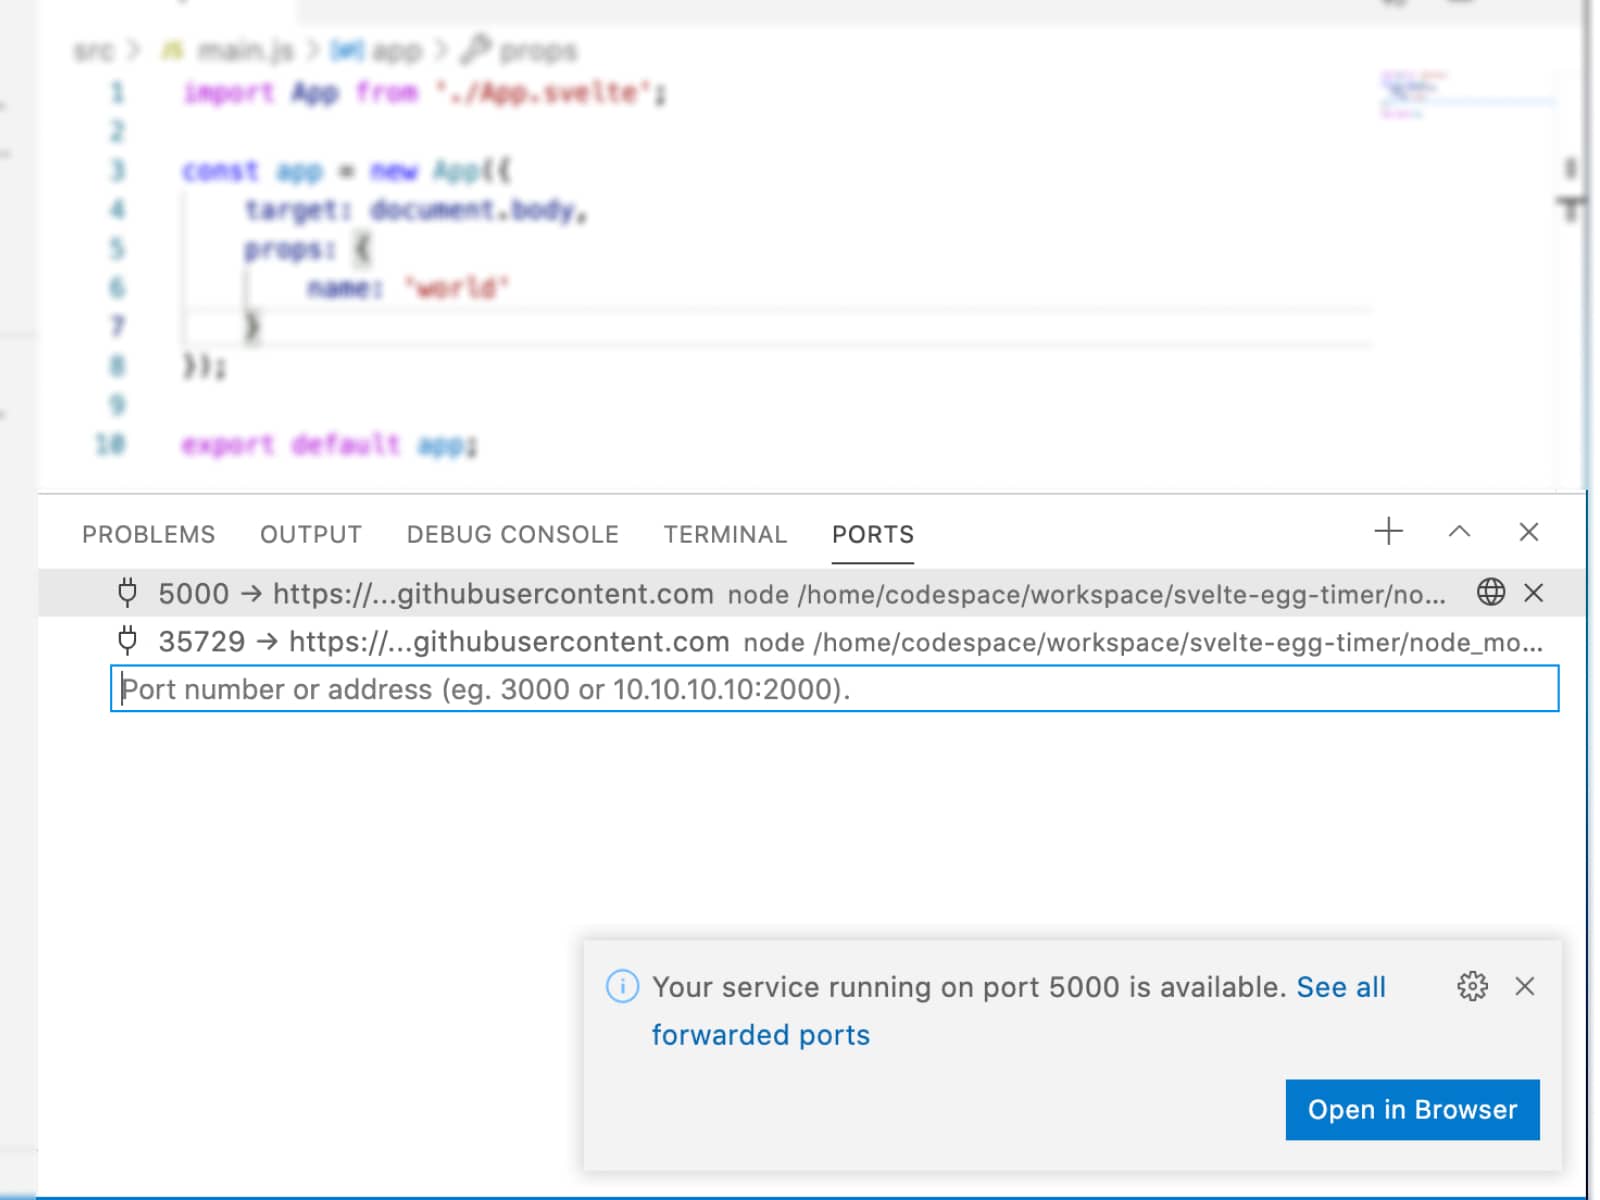 src > JS main.js > app > props
1 import App from './App.svelte';
2
3 const app = new App({
4 target: document.body,
5 props: {
6 name: 'world'
7 }
8 });
9
10 export default app;
PROBLEMS OUTPUT DEBUG CONSOLE TERMINAL PORTS
5000 → https://...githubusercontent.com node /home/codespace/workspace/svelte-egg-timer/no...
35729 → https://...githubusercontent.com node /home/codespace/workspace/svelte-egg-timer/node_mo...
Port number or address (eg. 3000 or 10.10.10.10:2000).
Your service running on port 5000 is available. See all
forwarded ports
Open in Browser